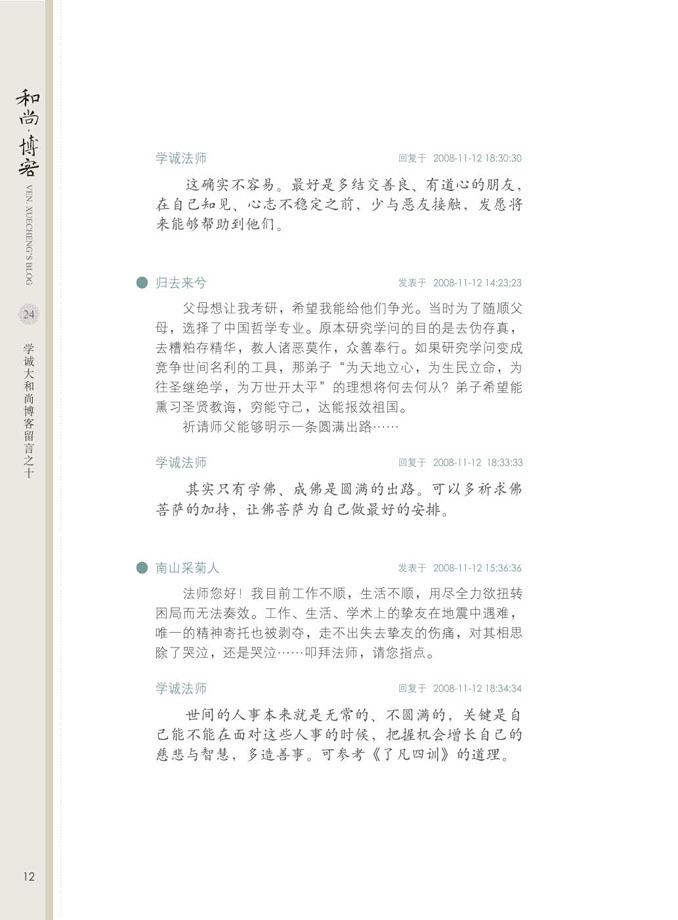 和尚·博客
VEN. XUECHENG'S BLOG
24
学诚大和尚博客留言之十
学诚法师 回复于 2008-11-12 18:30:30
这确实不容易。最好是多结交善良、有道心的朋友，
在自己知见、心志不稳定之前，少与恶友接触，发愿将
来能够帮助到他们。
归去来兮 发表于 2008-11-12 14:23:23
父母想让我考研，希望我能给他们争光。当时为了随顺父
母，选择了中国哲学专业。原本研究学问的目的是去伪存真，
去糟粕存精华，教人诸恶莫作，众善奉行。如果研究学问变成
竞争世间名利的工具，那弟子“为天地立心，为生民立命，为
往圣继绝学，为万世开太平”的理想将何去何从？弟子希望能
熏习圣贤教诲，穷能守己，达能报效祖国。
祈请师父能够明示一条圆满出路……
学诚法师 回复于 2008-11-12 18:33:33
其实只有学佛、成佛是圆满的出路。可以多祈求佛
菩萨的加持，让佛菩萨为自己做最好的安排。
南山采菊人 发表于 2008-11-12 15:36:36
法师您好！我目前工作不顺，生活不顺，用尽全力欲扭转
困局而无法奏效。工作、生活、学术上的挚友在地震中遇难，
唯一的精神寄托也被剥夺，走不出失去挚友的伤痛，对其相思
除了哭泣，还是哭泣……叩拜法师，请您指点。
学诚法师 回复于 2008-11-12 18:34:34
世间的人事本来就是无常的、不圆满的，关键是自
己能不能在面对这些人事的时候，把握机会增长自己的
慈悲与智慧，多造善事。可参考《了凡四训》的道理。
12